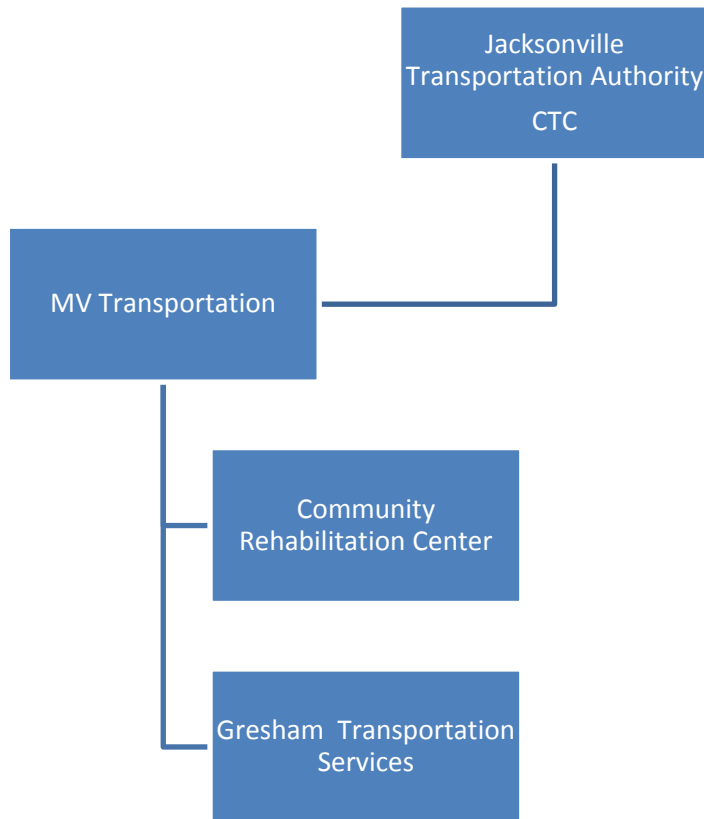 Jacksonville
Transportation Authority
CTC
MV Transportation
Community
Rehabilitation Center
Gresham  Transportation
Services